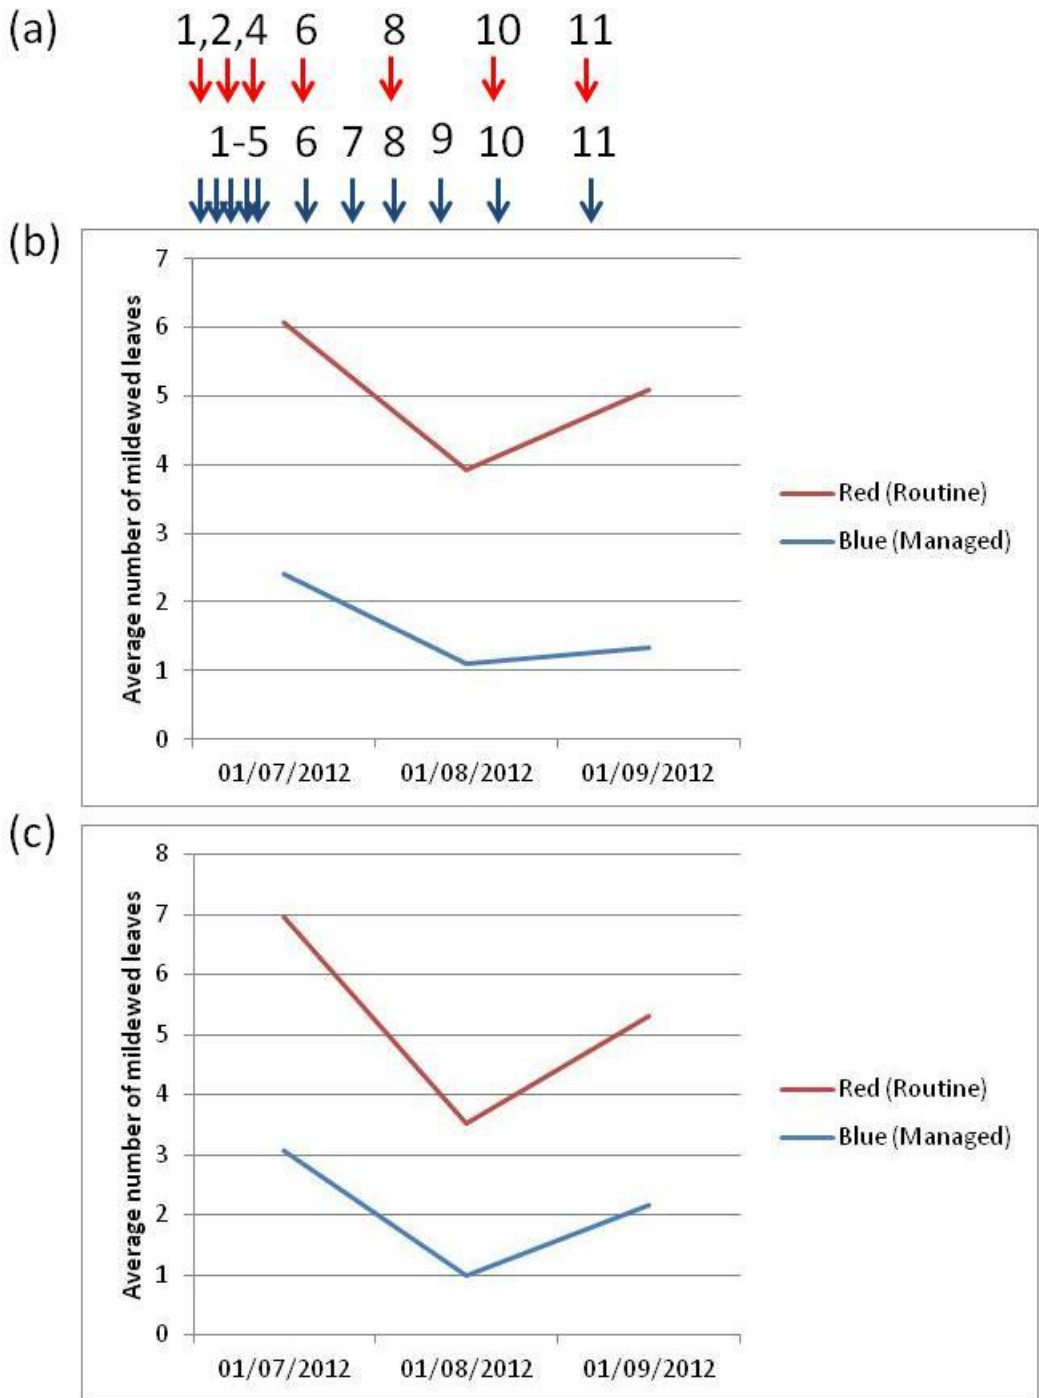 (a) 1,2,4 6 8 10 11
1-5 6 7 8 9 10 11
(b)
Average number of mildewed leaves
7
6
5
4
3
2
1
0
01/07/2012 01/08/2012 01/09/2012
Red (Routine)
Blue (Managed)
(c)
Average number of mildewed leaves
8
7
6
5
4
3
2
1
0
01/07/2012 01/08/2012 01/09/2012
Red (Routine)
Blue (Managed)